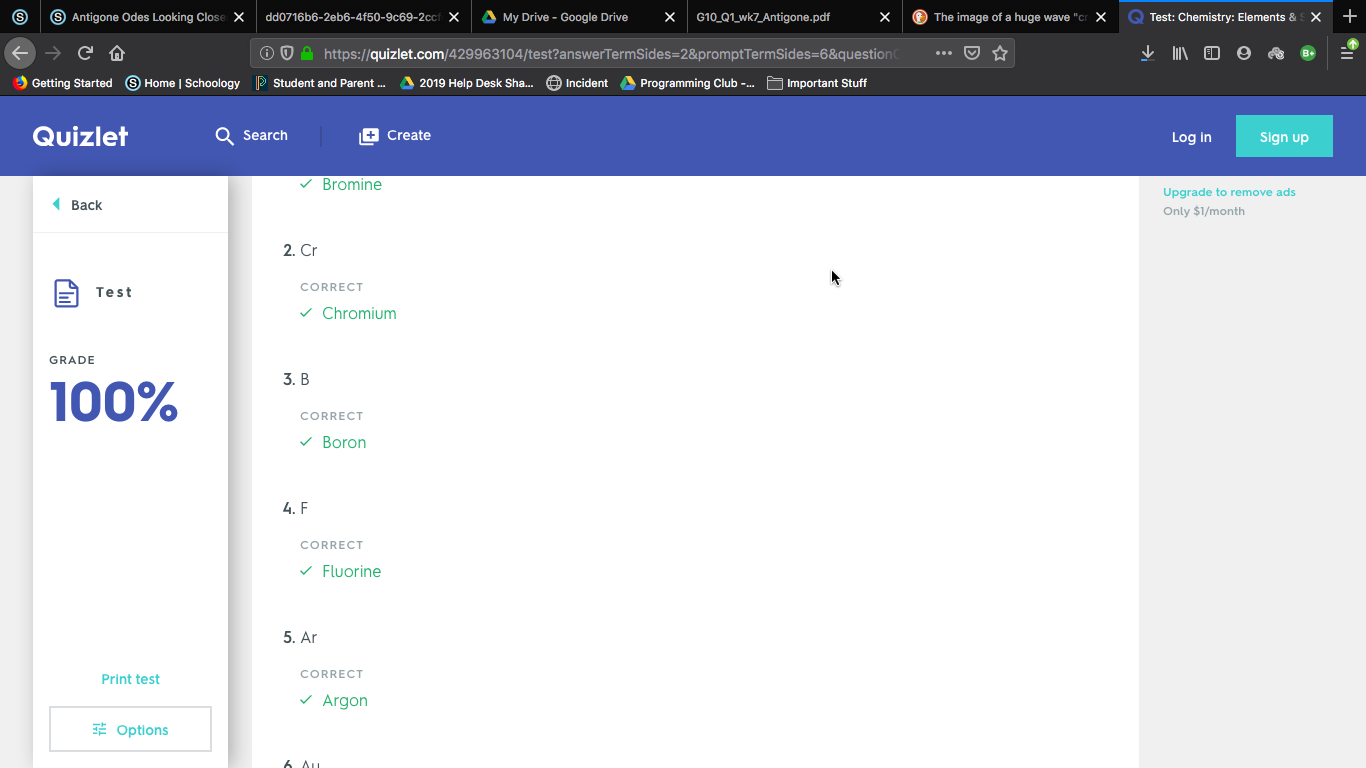 Antigone Odes Looking Close
dd0716b6-2eb6-4f50-9c69-2ccf
My Drive - Google Drive
G10_Q1_wk7_Antigone.pdf
The image of a huge wave "cr
Test: Chemistry: Elements & S
https://quizlet.com/429963104/test?answerTermSides=2&promptTermSides=6&question
Getting Started
Home | Schoology
Student and Parent ...
2019 Help Desk Sha...
Incident
Programming Club -...
Important Stuff
Quizlet
Search
Create
Log in
Sign up
Back
Test
GRADE
100%
Print test
Options
Bromine
2. Cr
CORRECT
Chromium
3. B
CORRECT
Boron
4. F
CORRECT
Fluorine
5. Ar
CORRECT
Argon
6. Au
Upgrade to remove ads
Only $1/month